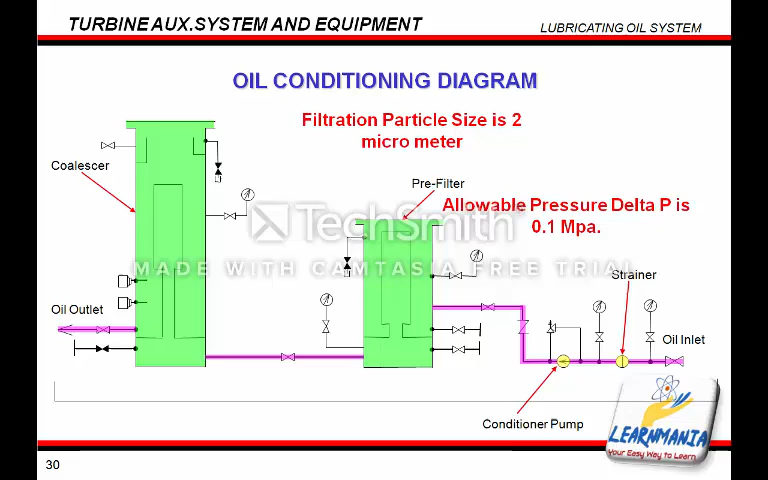 TURBINE AUX.SYSTEM AND EQUIPMENT
LUBRICATING OIL SYSTEM
OIL CONDITIONING DIAGRAM
Filtration Particle Size is 2
micro meter
Coalescer
Pre-Filter
Allowable Pressure Delta P is
0.1 Mpa.
TechSmith
MADE WITH CAMTASIA FREE TRIAL
Strainer
Oil Outlet
Oil Inlet
Conditioner Pump
LEARNMANIA
Your Easy Way to Learn
30